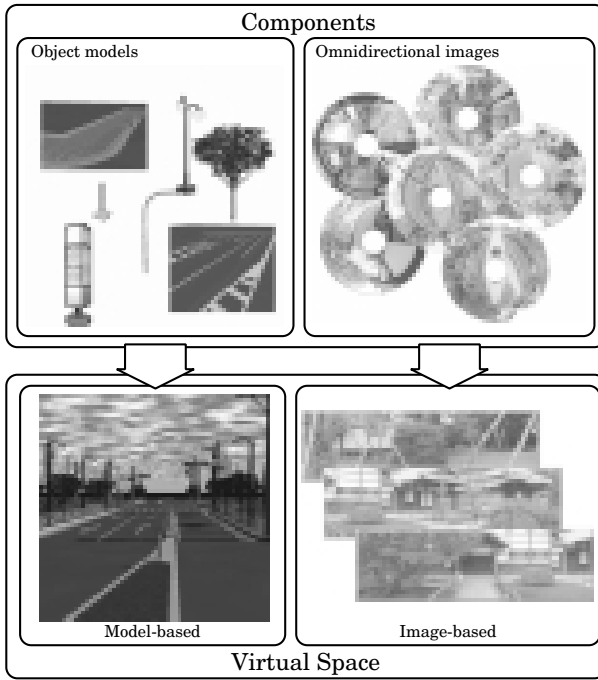 Components
Object models
Omnidirectional images
Model-based
Image-based
Virtual Space